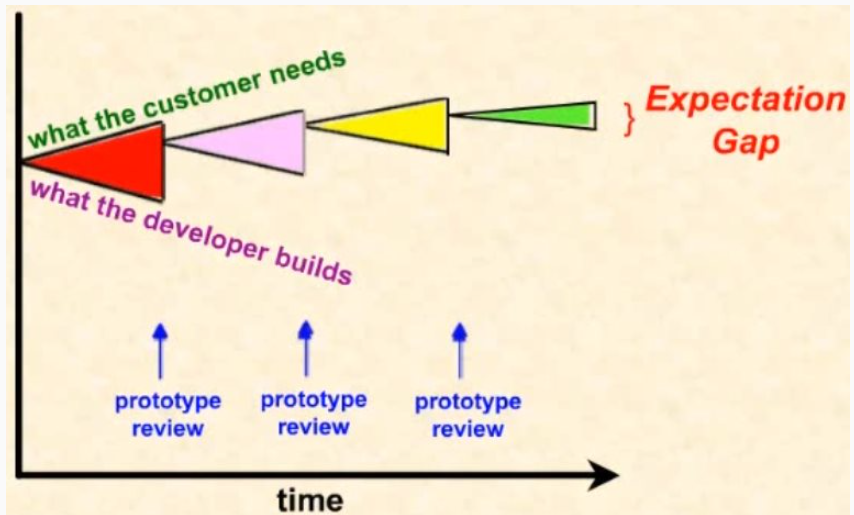 what the customer needs
what the developer builds
Expectation
Gap
}
prototype
review
prototype
review
prototype
review
time